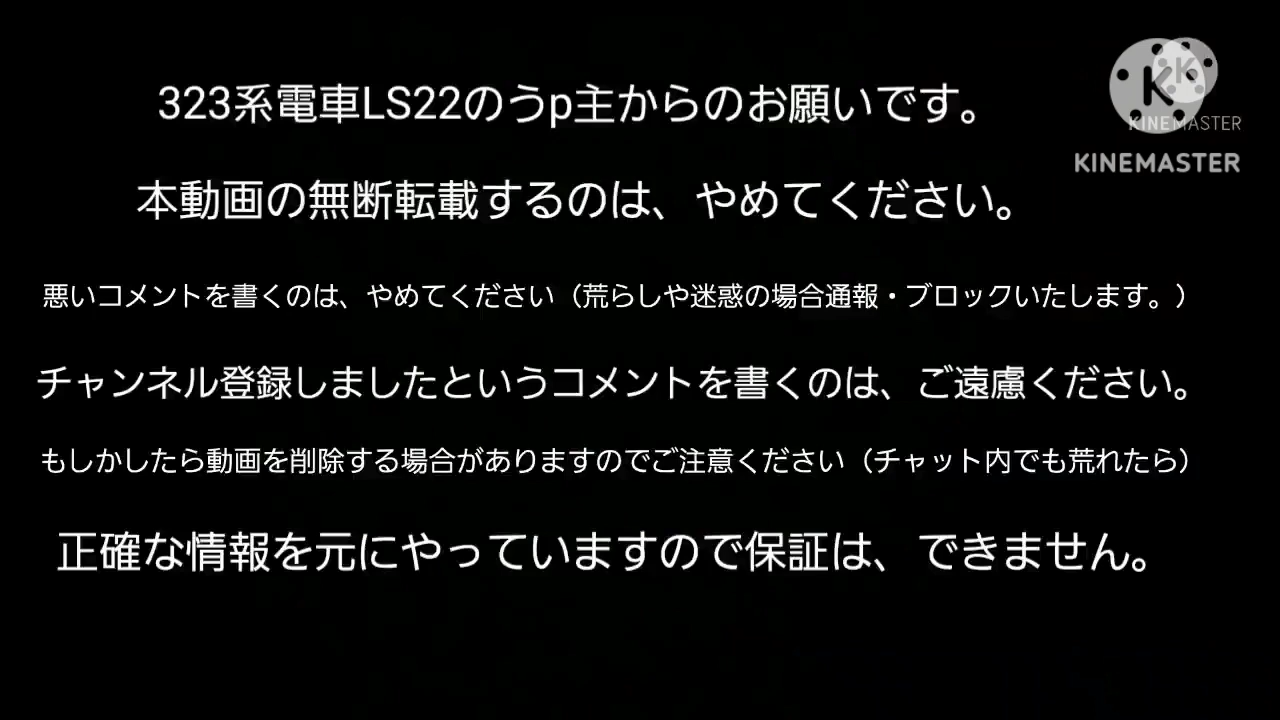 323系電車LS22のうp主からのお願いです。
KINEMASTER
本動画の無断転載するのは、やめてください。
KINEMASTER
悪いコメントを書くのは、やめてください（荒らしや迷惑の場合通報・ブロックいたします。）
チャンネル登録しましたというコメントを書くのは、ご遠慮ください。
もしかしたら動画を削除する場合がありますのでご注意ください（チャット内でも荒れたら）
正確な情報を元にやっていますので保証は、できません。